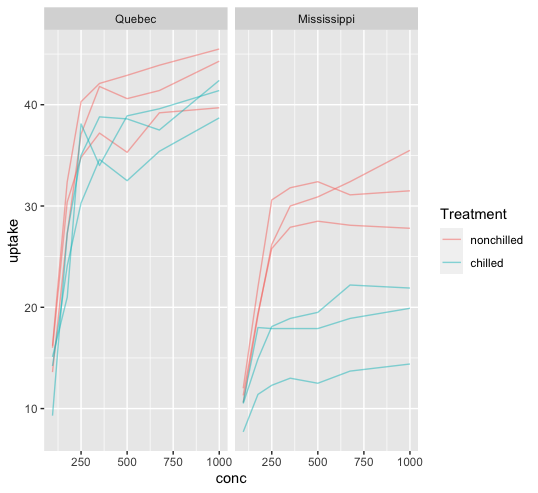 Quebec Mississippi
uptake
40
30
20
10
250 500 750 1000 250 500 750 1000
conc
Treatment
nonchilled
chilled